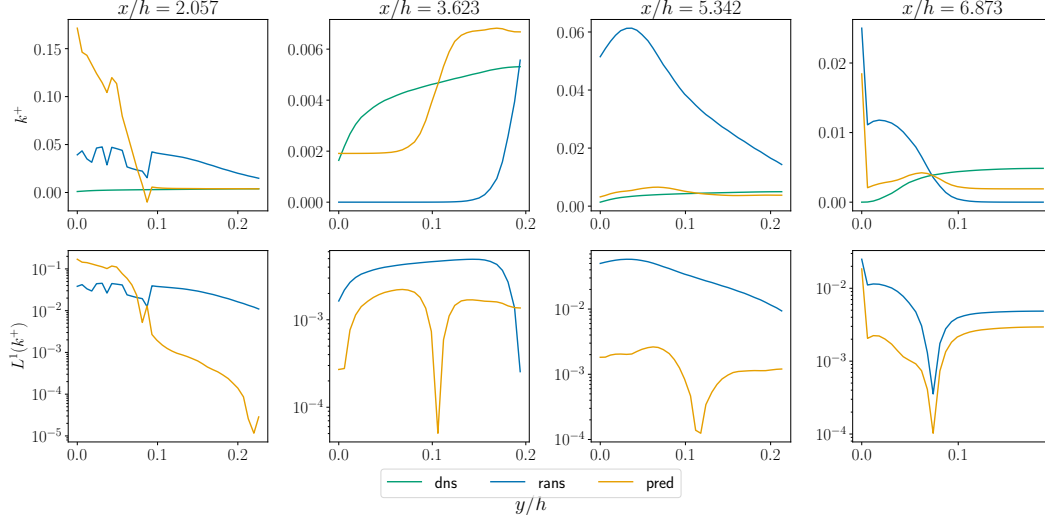 x/h = 2.057
x/h = 3.623
x/h = 5.342
x/h = 6.873
k⁺
0.15
0.10
0.05
0.00
0.0 0.1 0.2
0.006
0.004
0.002
0.000
0.0 0.1 0.2
0.06
0.04
0.02
0.00
0.0 0.1 0.2
0.02
0.01
0.00
0.0 0.1
L¹(k⁺)
10⁻¹
10⁻²
10⁻³
10⁻⁴
10⁻⁵
0.0 0.1 0.2
10⁻³
10⁻⁴
0.0 0.1 0.2
10⁻²
10⁻³
10⁻⁴
0.0 0.1 0.2
10⁻²
10⁻³
10⁻⁴
0.0 0.1
dns rans pred
y/h